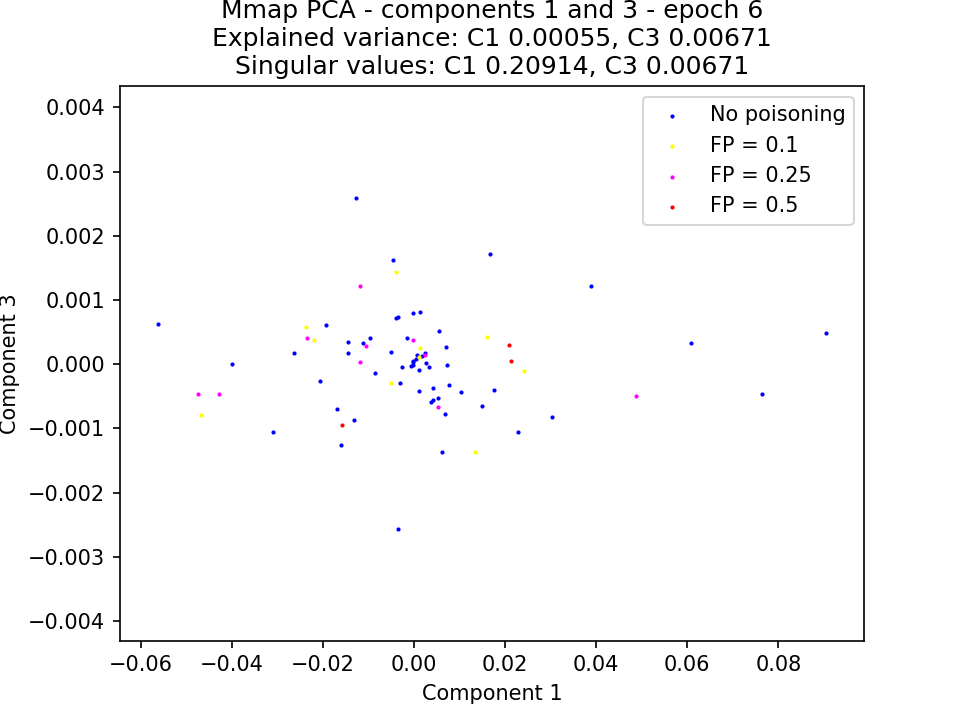 Mmap PCA - components 1 and 3 - epoch 6
Explained variance: C1 0.00055, C3 0.00671
Singular values: C1 0.20914, C3 0.00671
No poisoning
FP = 0.1
FP = 0.25
FP = 0.5
0.004
0.003
0.002
0.001
0.000
−0.001
−0.002
−0.003
−0.004
Component 3
−0.06 −0.04 −0.02 0.00 0.02 0.04 0.06 0.08
Component 1